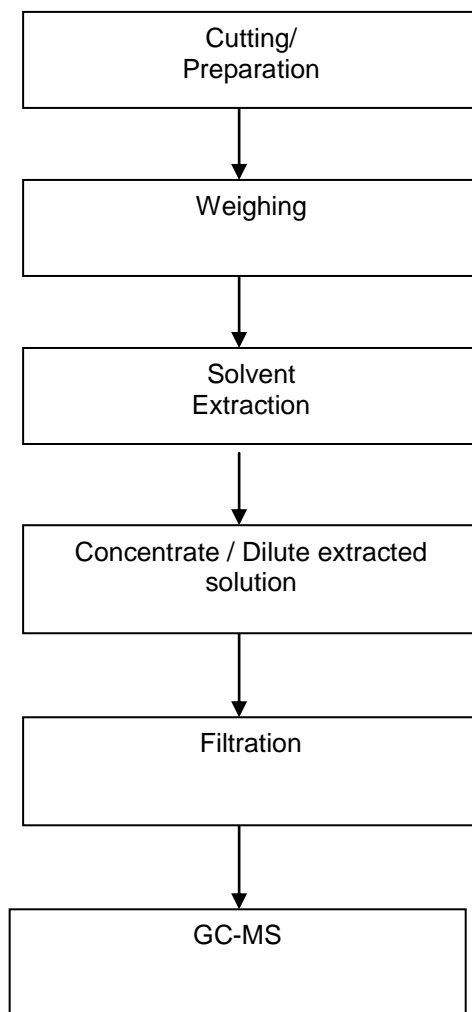 Cutting/
Preparation
Weighing
Solvent
Extraction
Concentrate / Dilute extracted
solution
Filtration
GC-MS